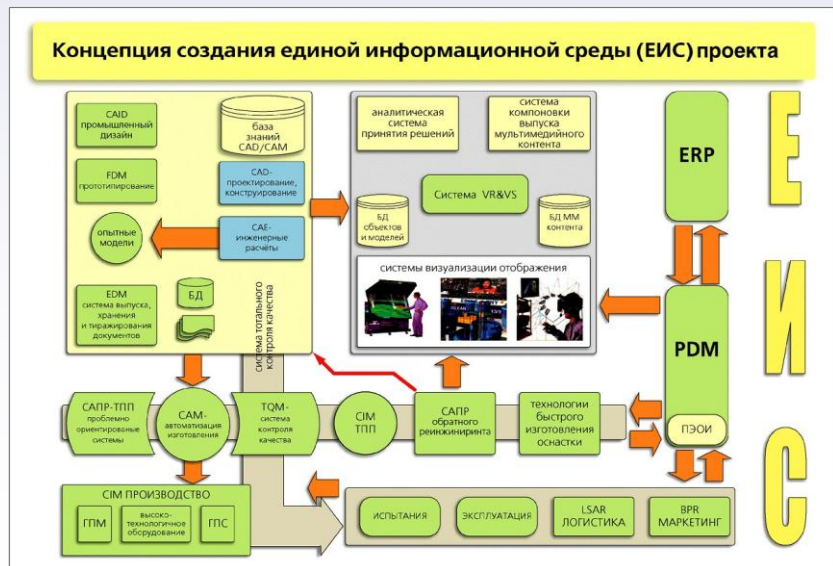 Концепция создания единой информационной среды (ЕИС) проекта
CAID
промышленный
дизайн
база
знаний
CAD/CAM
FDM
прототипирование
CAD-
проектирование,
конструирование
опытные
модели
CAE-
инженерные
расчёты
EDM
система выпуска,
хранения
и тиражирования
документов
БД
система тотального
контроля качества
аналитическая
система
принятия решений
система
компоновки
выпуска
мультимедийного
контента
Система VR&VS
БД
объектов
и моделей
БД ММ
контента
системы визуализации отображения
ERP
PDM
ПЭОИ
Е
И
С
САПР-ТПП
проблемно
ориентированые
системы
САМ-
автоматизация
изготовления
TQM-
система
контроля
качества
CIM
ТПП
САПР
обратного
реинжиниринга
технологии
быстрого
изготовления
оснастки
CIM ПРОИЗВОДСТВО
ГПМ
высоко-
технологичное
оборудование
ГПС
ИСПЫТАНИЯ
ЭКСПЛУАТАЦИЯ
LSAR
ЛОГИСТИКА
BPR
МАРКЕТИНГ